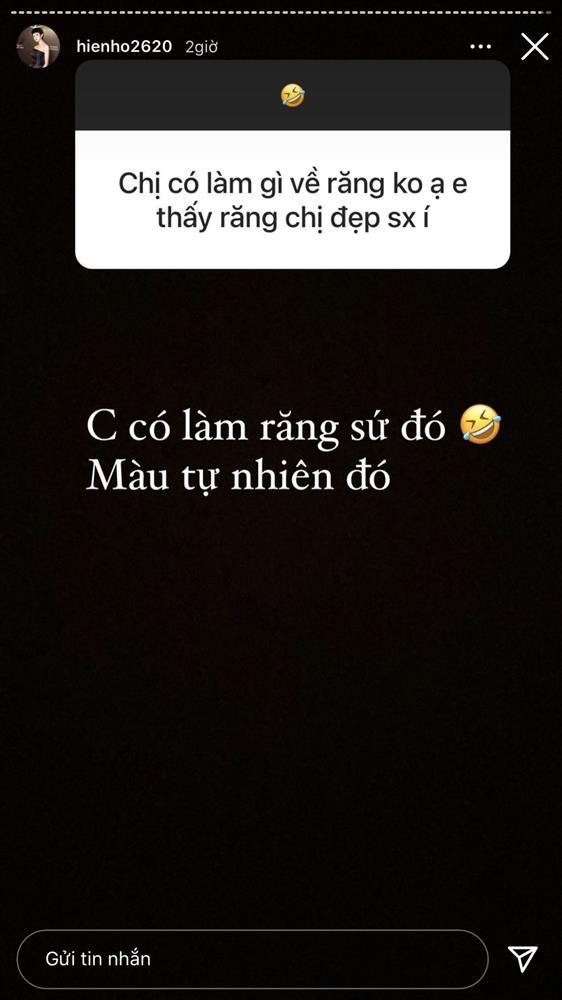 hienho2620 2giờ
🤣
Chị có làm gì về răng ko ạ e
thấy răng chị đẹp sx í
C có làm răng sứ đó 🤣
Màu tự nhiên đó
Gửi tin nhắn